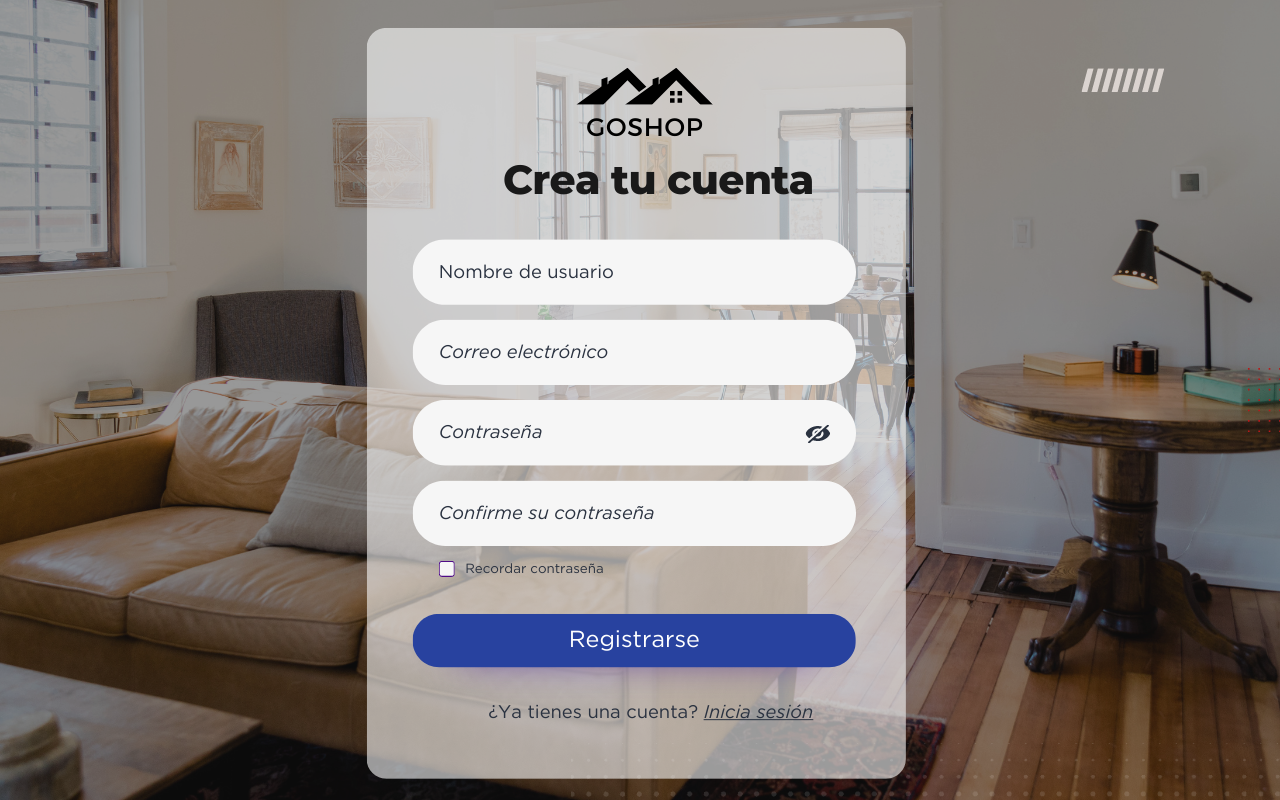 GOSHOP
Crea tu cuenta
Nombre de usuario
Correo electrónico
Contraseña
Confirme su contraseña
Recordar contraseña
Registrarse
¿Ya tienes una cuenta? Inicia sesión